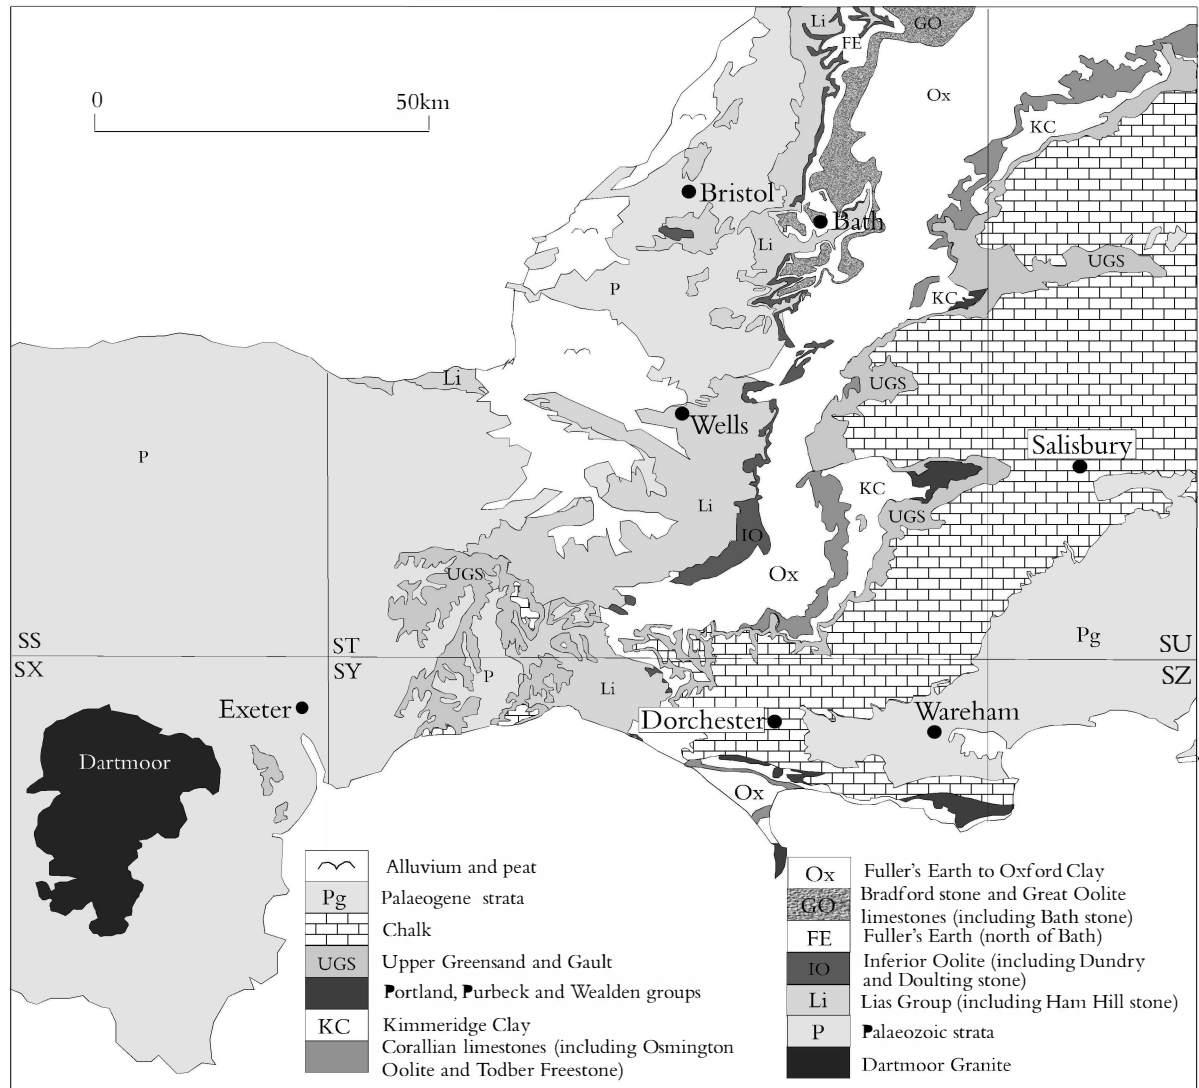 Li
GO
FE
Ox
0
50km
KC
Bristol
Bath
Li
UGS
P
KC
Li
UGS
Wells
Salisbury
P
KC
Li
UGS
IO
Ox
UGS
SS
ST
Pg
SU
SX
SY
SZ
P
Li
Exeter
Dorchester
Wareham
Dartmoor
Ox
Alluvium and peat
Pg Palaeogene strata
Chalk
UGS Upper Greensand and Gault
Portland, Purbeck and Wealden groups
KC Kimmeridge Clay
Corallian limestones (including Osmington
Oolite and Todber Freestone)
Ox Fuller's Earth to Oxford Clay
GO Bradford stone and Great Oolite
limestones (including Bath stone)
FE Fuller's Earth (north of Bath)
IO Inferior Oolite (including Dundry
and Doulting stone)
Li Lias Group (including Ham Hill stone)
P Palaeozoic strata
Dartmoor Granite